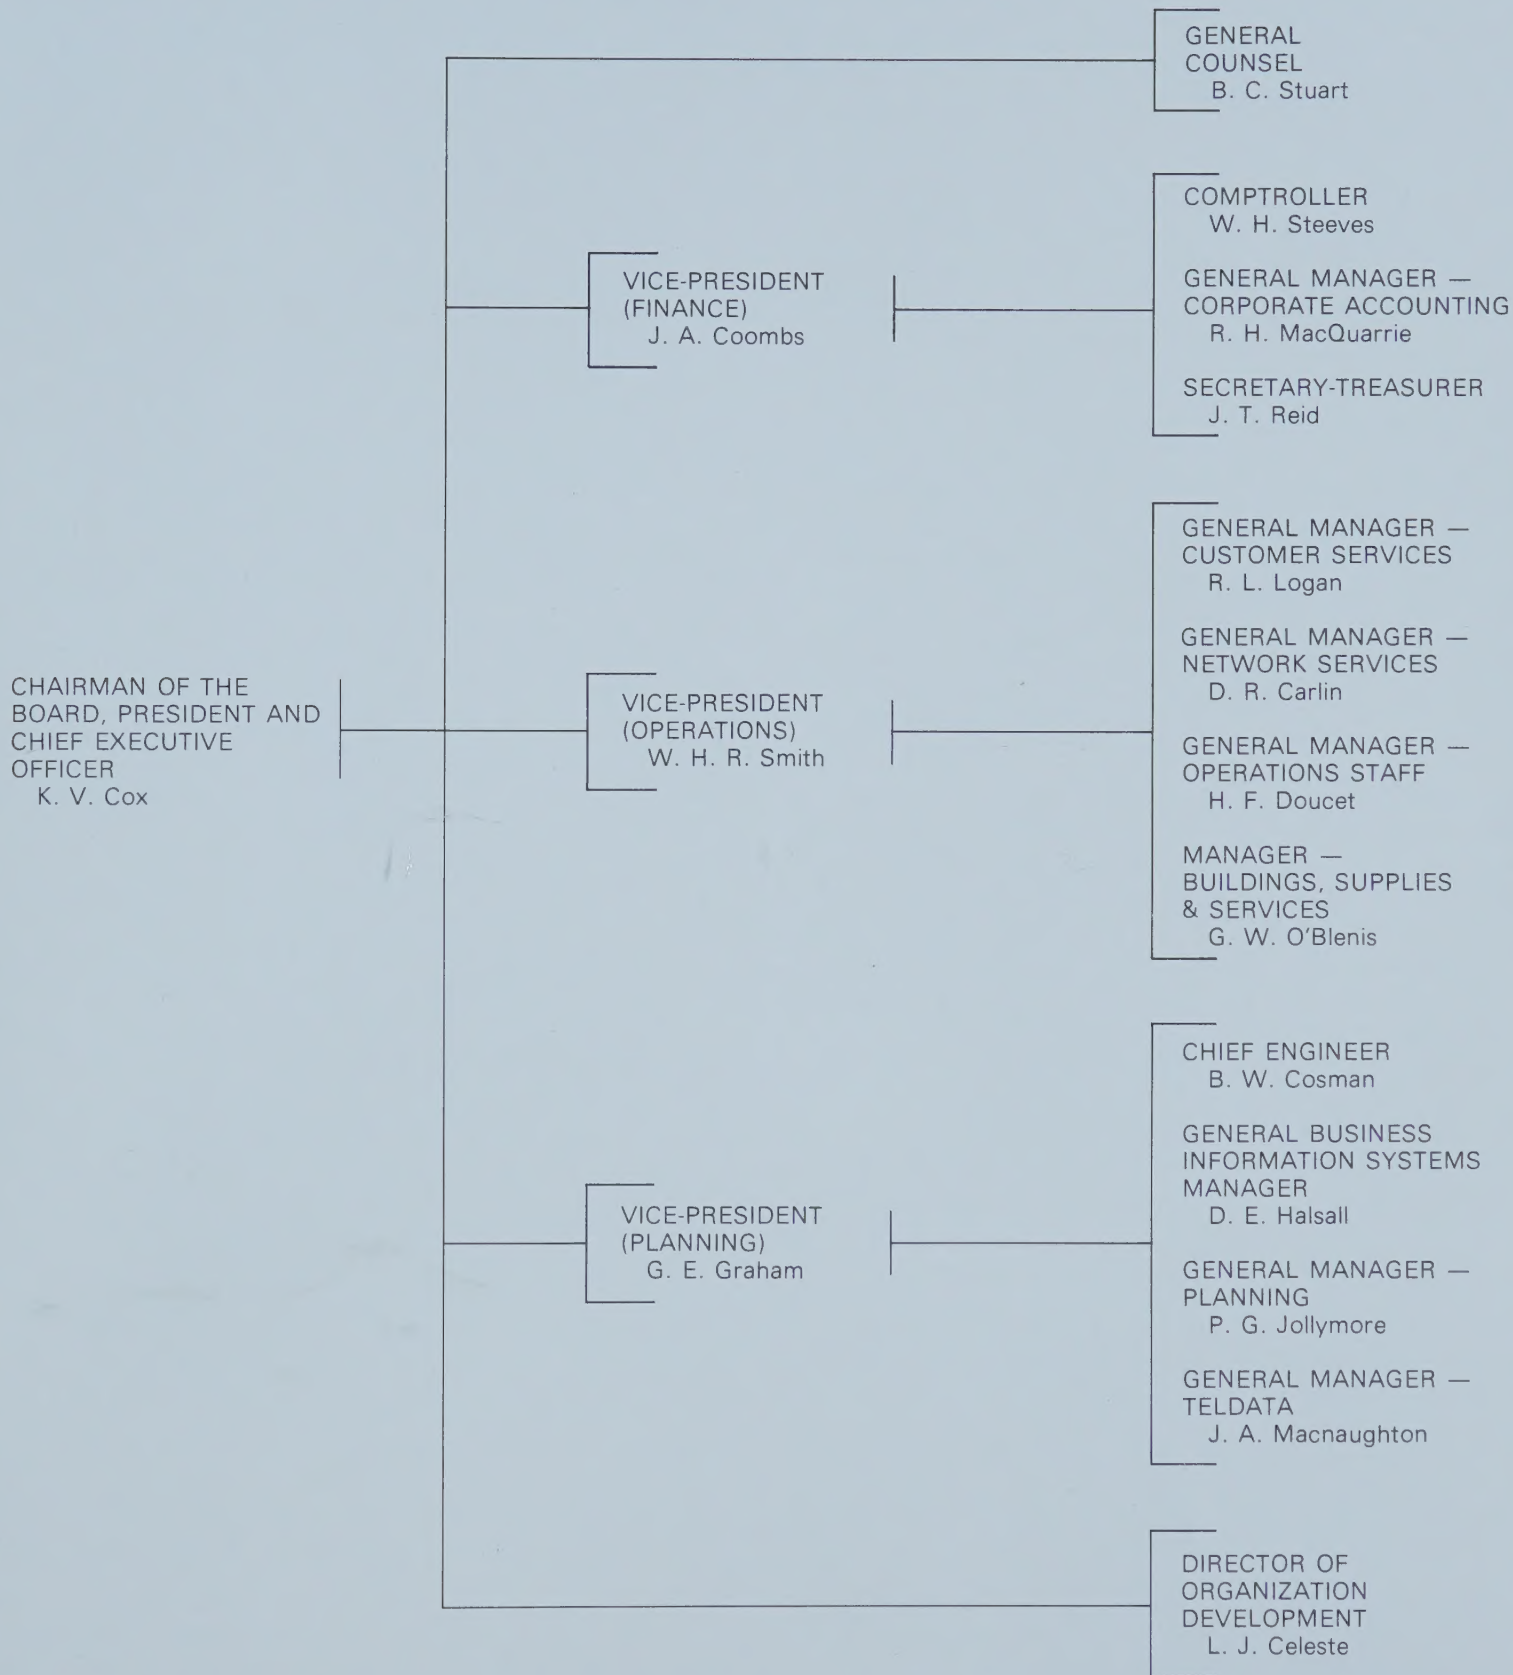 CHAIRMAN OF THE
BOARD, PRESIDENT AND
CHIEF EXECUTIVE
OFFICER
K. V. Cox
GENERAL
COUNSEL
B. C. Stuart
VICE-PRESIDENT
(FINANCE)
J. A. Coombs
COMPTROLLER
W. H. Steeves
GENERAL MANAGER —
CORPORATE ACCOUNTING
R. H. MacQuarrie
SECRETARY-TREASURER
J. T. Reid
VICE-PRESIDENT
(OPERATIONS)
W. H. R. Smith
GENERAL MANAGER —
CUSTOMER SERVICES
R. L. Logan
GENERAL MANAGER —
NETWORK SERVICES
D. R. Carlin
GENERAL MANAGER —
OPERATIONS STAFF
H. F. Doucet
MANAGER —
BUILDINGS, SUPPLIES
& SERVICES
G. W. O'Blenis
VICE-PRESIDENT
(PLANNING)
G. E. Graham
CHIEF ENGINEER
B. W. Cosman
GENERAL BUSINESS
INFORMATION SYSTEMS
MANAGER
D. E. Halsall
GENERAL MANAGER —
PLANNING
P. G. Jollymore
GENERAL MANAGER —
TELDATA
J. A. Macnaughton
DIRECTOR OF
ORGANIZATION
DEVELOPMENT
L. J. Celeste